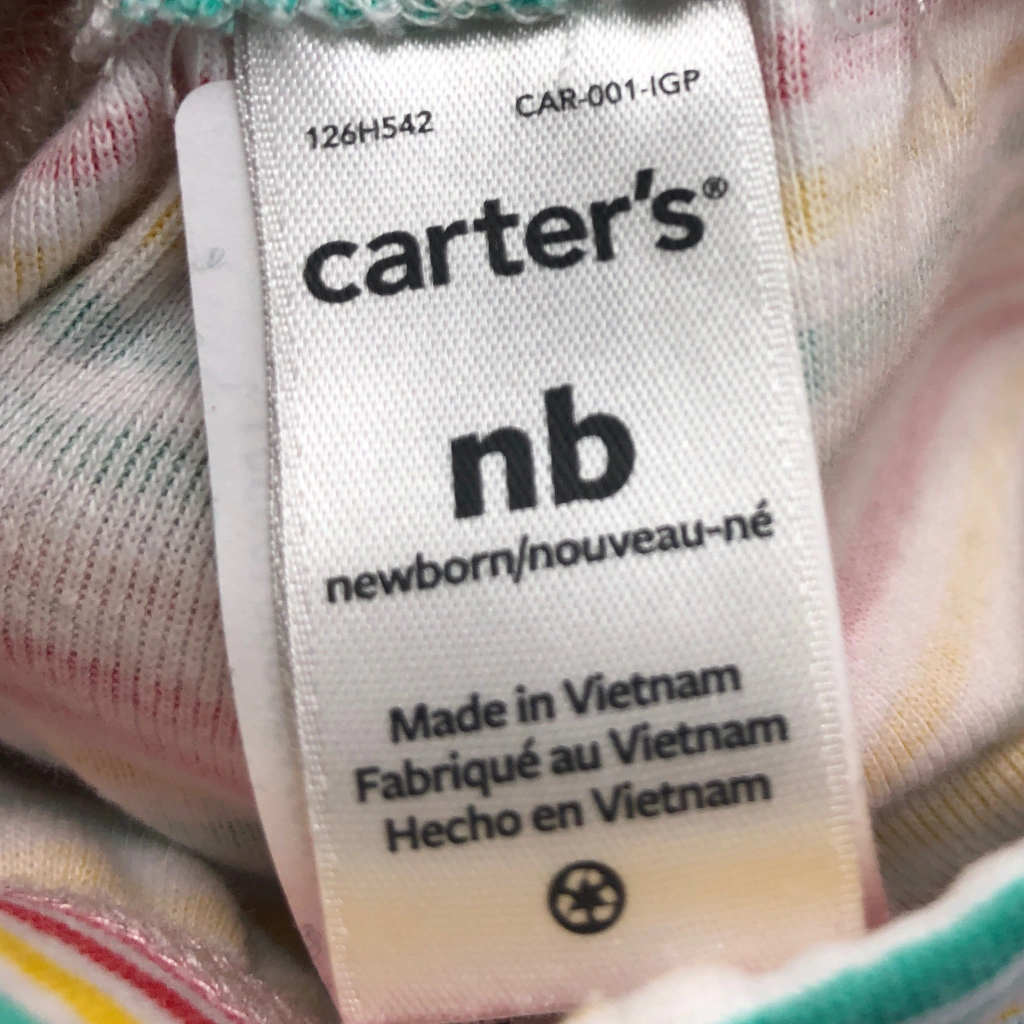 126H542 CAR-001-IGP
carter's®
nb
newborn/nouveau-né
Made in Vietnam
Fabriqué au Vietnam
Hecho en Vietnam